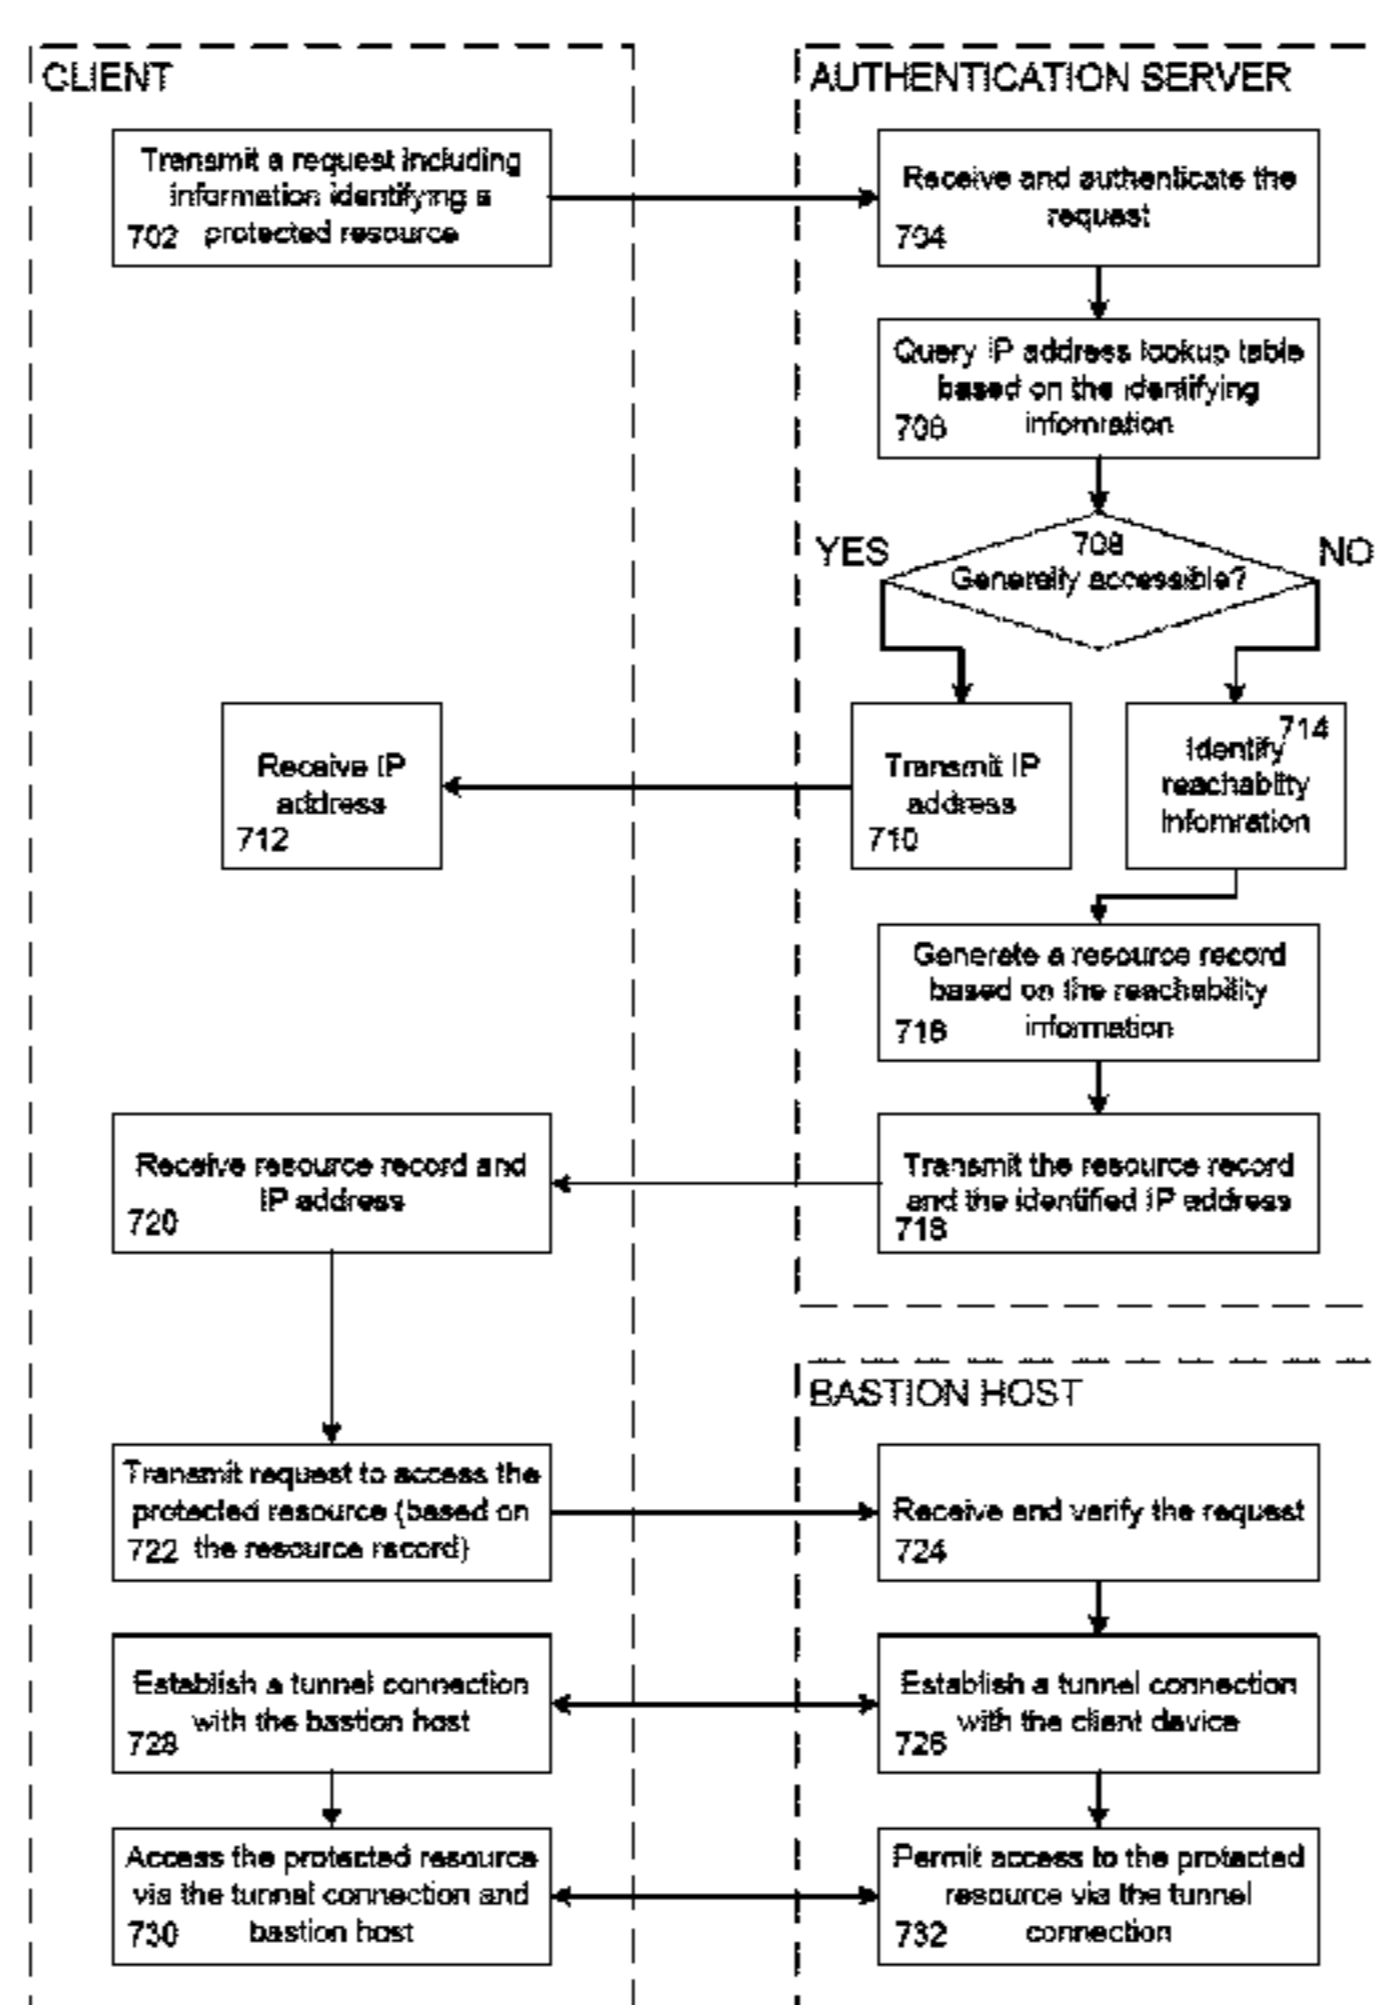 CLIENT
AUTHENTICATION SERVER
Transmit a request including
information identifying a
702 protected resource
Receive and authenticate the
request
704
Query IP address lookup table
based on the identifying
706 infomration
YES
708
NO
Generally accessible?
Receive IP
address
712
Transmit IP
address
710
714
Identify
reachability
infomration
Generate a resource record
based on the reachability
716 information
Receive resource record and
IP address
720
Transmit the resource record
and the identified IP address
718
BASTION HOST
Transmit request to access the
protected resource (based on
722 the resource record)
Receive and verify the request
724
Establish a tunnel connection
with the bastion host
728
Establish a tunnel connection
with the client device
726
Access the protected resource
via the tunnel connection and
730 bastion host
Permit access to the protected
resource via the tunnel
732 connection